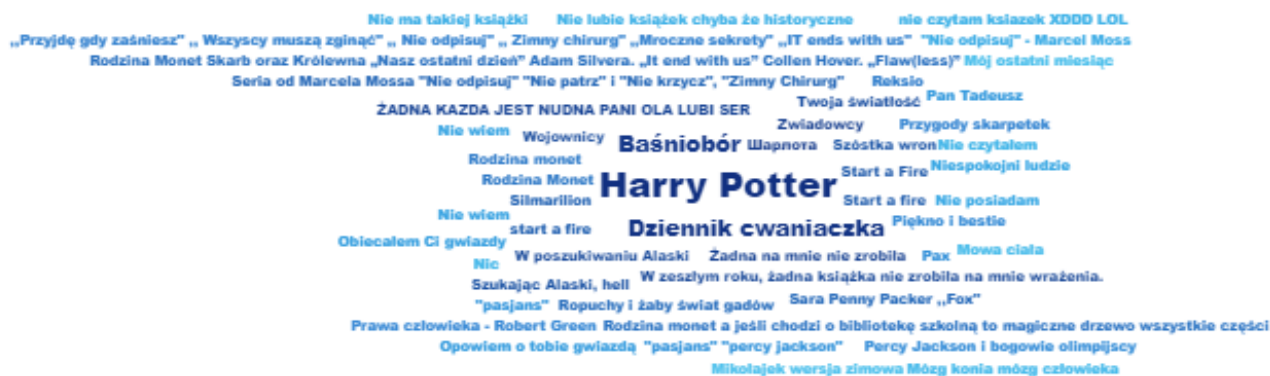 Nie ma takiej książki Nie lubie książek chyba że historyczne nie czytam ksiazek XDDD LOL
„Przyjdę gdy zaśniesz” „ Wszyscy muszą zginąć” „ Nie odpisuj” „ Zimny chirurg” „Mroczne sekrety” „IT ends with us” "Nie odpisuj" - Marcel Moss
Rodzina Monet Skarb oraz Królewna „Nasz ostatni dzień” Adam Silvera. „It end with us” Collen Hover. „Flaw(less)” Mój ostatni miesiąc
Seria od Marcela Mossa "Nie odpisuj" "Nie patrz" i "Nie krzycz", "Zimny Chirurg" Reksio
ŻADNA KAZDA JEST NUDNA PANI OLA LUBI SER Twoja światłość Pan Tadeusz
Nie wiem Wojownicy Zwiadowcy Przygody skarpetek
Baśniobór Шарлота Szóstka wron Nie czytałem
Rodzina monet Start a Fire Niespokojni ludzie
Rodzina Monet Harry Potter
Silmarilion Start a fire Nie posiadam
Nie wiem start a fire Dziennik cwaniaczka Piękno i bestie
Obiecałem Ci gwiazdy W poszukiwaniu Alaski Żadna na mnie nie zrobiła Pax Mowa ciała
Nic
Szukając Alaski, hell W zeszłym roku, żadna książka nie zrobiła na mnie wrażenia.
"pasjans" Ropuchy i żaby świat gadów Sara Penny Packer ,,Fox"
Prawa człowieka - Robert Green Rodzina monet a jeśli chodzi o bibliotekę szkolną to magiczne drzewo wszystkie części
Opowiem o tobie gwiazdą "pasjans" "percy jackson" Percy Jackson i bogowie olimpijscy
Mikołajek wersja zimowa Mózg konia mózg człowieka